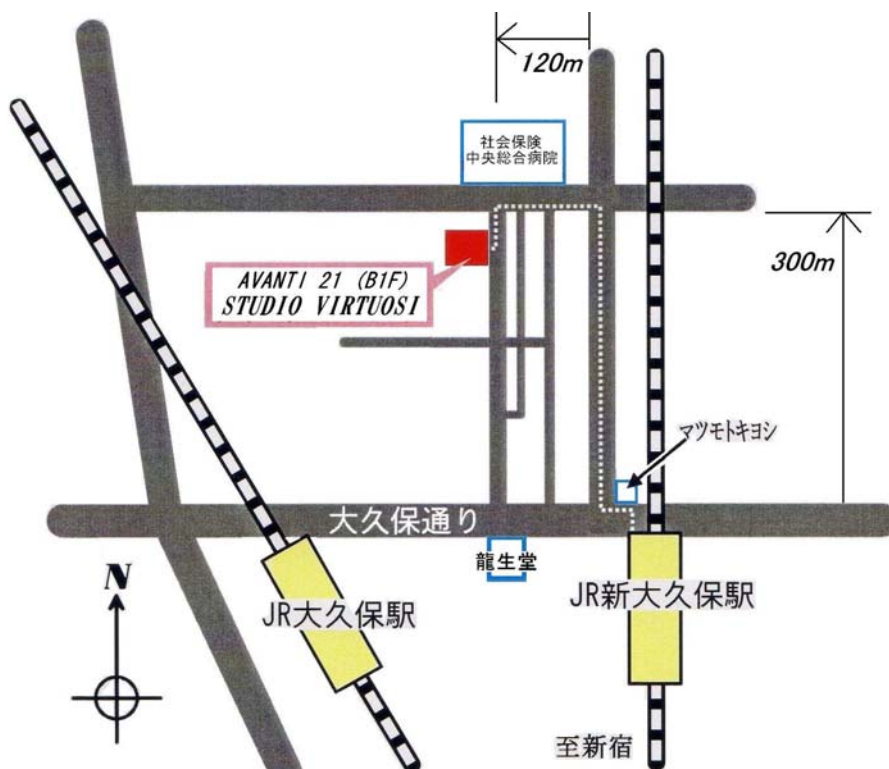 120m
社会保険
中央総合病院
AVANTI 21 (B1F)
STUDIO VIRTUOSI
300m
マツモトキヨシ
大久保通り
龍生堂
N
JR大久保駅
JR新大久保駅
至新宿